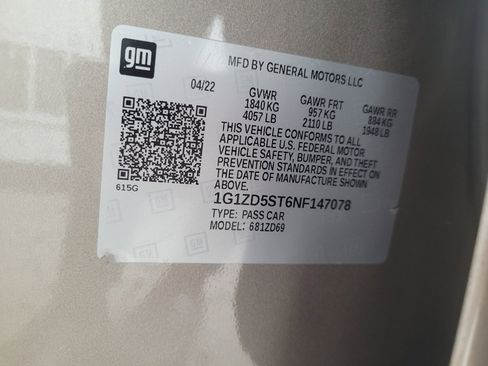 gm
MFD BY GENERAL MOTORS LLC
04/22
GVWR
1840 KG
4057 LB
GAWR FRT
957 KG
2110 LB
GAWR RR
884 KG
1948 LB
THIS VEHICLE CONFORMS TO ALL
APPLICABLE U.S. FEDERAL MOTOR
VEHICLE SAFETY, BUMPER, AND THEFT
PREVENTION STANDARDS IN EFFECT ON
THE DATE OF MANUFACTURE SHOWN
ABOVE.
615G
1G1ZD5ST6NF147078
TYPE: PASS CAR
MODEL: 681ZD69